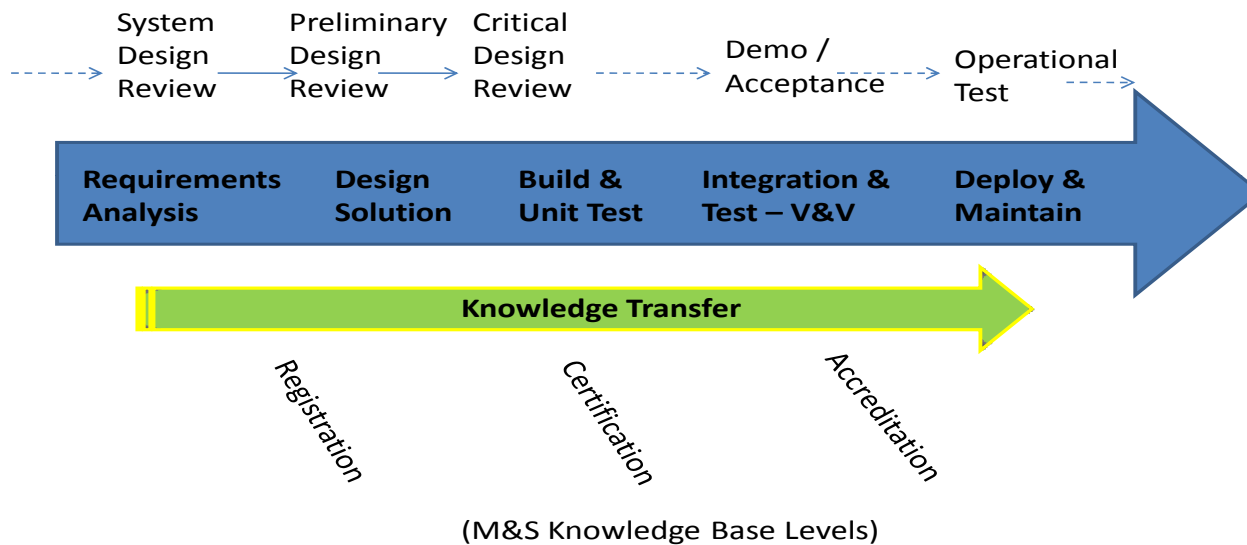 System
Design
Review
Preliminary
Design
Review
Critical
Design
Review
Demo /
Acceptance
Operational
Test
Requirements
Analysis
Design
Solution
Build &
Unit Test
Integration &
Test – V&V
Deploy &
Maintain
Knowledge Transfer
Registration
Certification
Accreditation
(M&S Knowledge Base Levels)